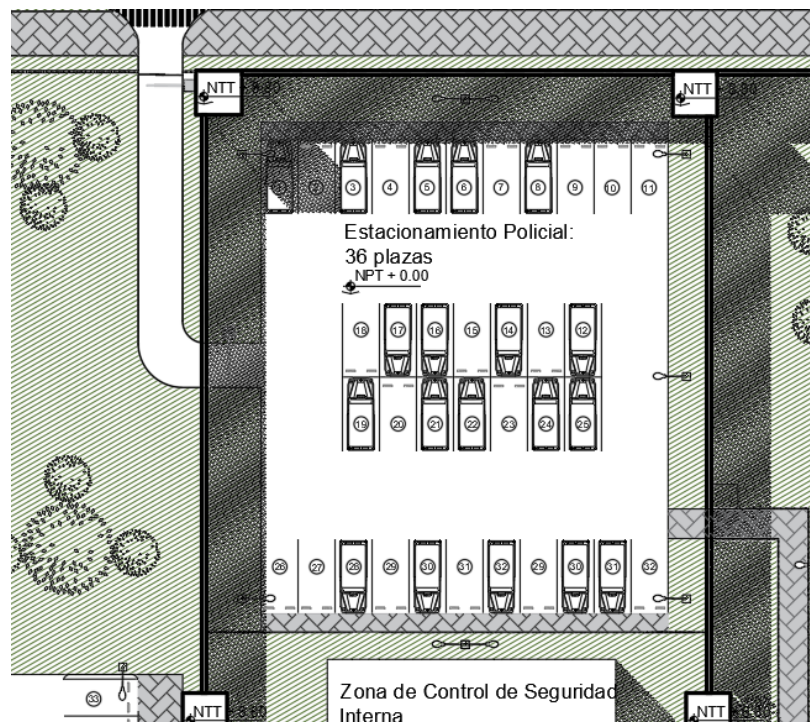 NTT
NTT
1 2 3 4 5 6 7 8 9 10 11
Estacionamiento Policial:
36 plazas
NPT + 0.00
18 17 16 15 14 13 12
19 20 21 22 23 24 25
26 27 28 29 30 31 32 29 30 31 32
Zona de Control de Seguridad
33
NTT
Interna
NTT